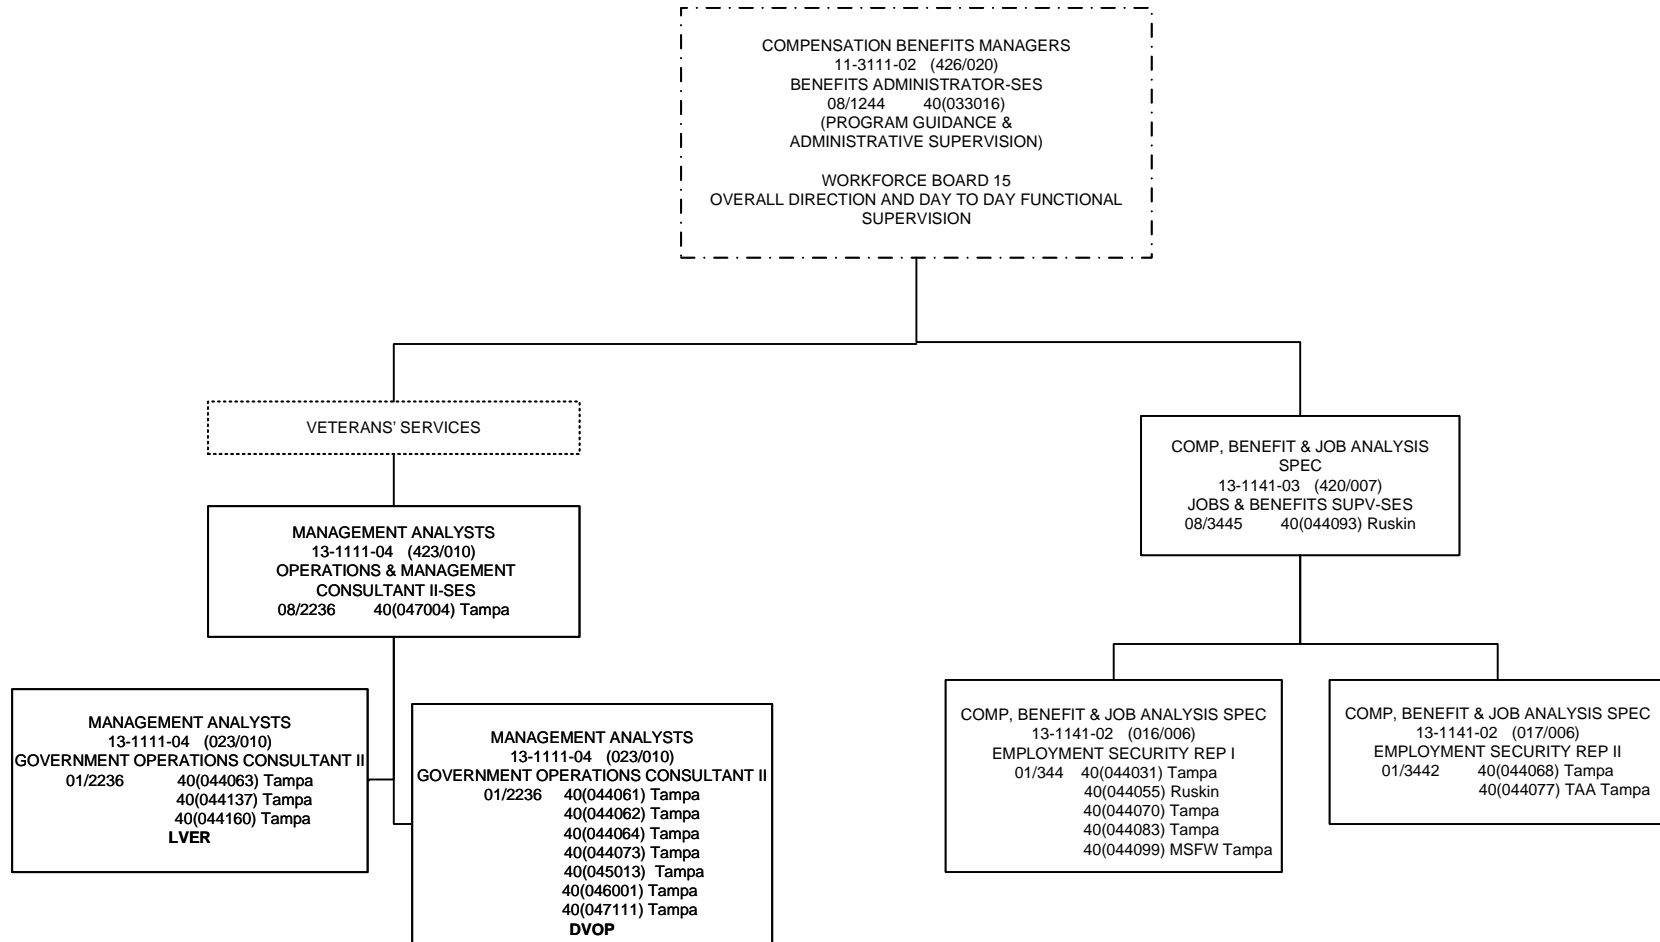 COMPENSATION BENEFITS MANAGERS
11-3111-02 (426/020)
BENEFITS ADMINISTRATOR-SES
08/1244 40(033016)
(PROGRAM GUIDANCE &
ADMINISTRATIVE SUPERVISION)
WORKFORCE BOARD 15
OVERALL DIRECTION AND DAY TO DAY FUNCTIONAL
SUPERVISION
VETERANS' SERVICES
MANAGEMENT ANALYSTS
13-1111-04 (423/010)
OPERATIONS & MANAGEMENT
CONSULTANT II-SES
08/2236 40(047004) Tampa
MANAGEMENT ANALYSTS
13-1111-04 (023/010)
GOVERNMENT OPERATIONS CONSULTANT II
01/2236 40(044063) Tampa
40(044137) Tampa
40(044160) Tampa
LVER
MANAGEMENT ANALYSTS
13-1111-04 (023/010)
GOVERNMENT OPERATIONS CONSULTANT II
01/2236 40(044061) Tampa
40(044062) Tampa
40(044064) Tampa
40(044073) Tampa
40(045013) Tampa
40(046001) Tampa
40(047111) Tampa
DVOP
COMP, BENEFIT & JOB ANALYSIS
SPEC
13-1141-03 (420/007)
JOBS & BENEFITS SUPV-SES
08/3445 40(044093) Ruskin
COMP, BENEFIT & JOB ANALYSIS SPEC
13-1141-02 (016/006)
EMPLOYMENT SECURITY REP I
01/344 40(044031) Tampa
40(044055) Ruskin
40(044070) Tampa
40(044083) Tampa
40(044099) MSFW Tampa
COMP, BENEFIT & JOB ANALYSIS SPEC
13-1141-02 (017/006)
EMPLOYMENT SECURITY REP II
01/3442 40(044068) Tampa
40(044077) TAA Tampa